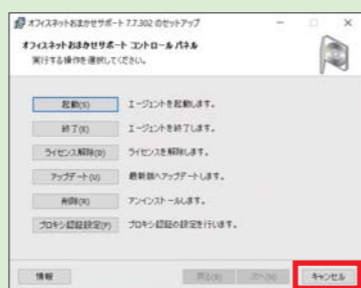 オフィスネットおまかせサポート 7.7.302 のセットアップ
オフィスネットおまかせサポート コントロール パネル
実行する操作を選択してください。
起動(S) エージェントを起動します。
終了(E) エージェントを終了します。
ライセンス解除(D) ライセンスを解除します。
アップデート(U) 最新版へアップデートします。
削除(R) アンインストールします。
プロキシ認証設定(P) プロキシ認証の設定を行います。
情報 戻る(B) 次へ(N) キャンセル